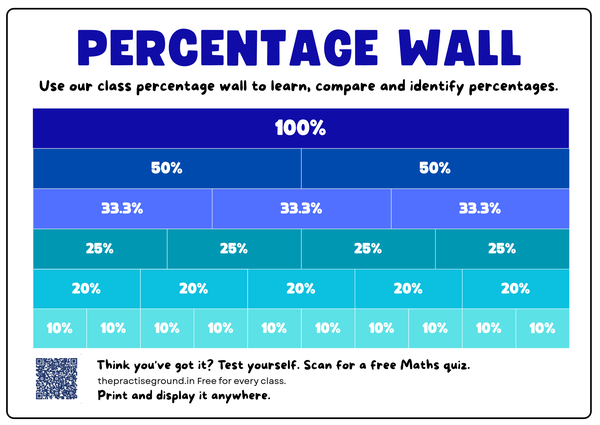 PERCENTAGE WALL
Use our class percentage wall to learn, compare and identify percentages.
100%
50% 50%
33.3% 33.3% 33.3%
25% 25% 25% 25%
20% 20% 20% 20% 20%
10% 10% 10% 10% 10% 10% 10% 10% 10% 10%
Think you've got it? Test yourself. Scan for a free Maths quiz.
thepractiseground.in Free for every class.
Print and display it anywhere.